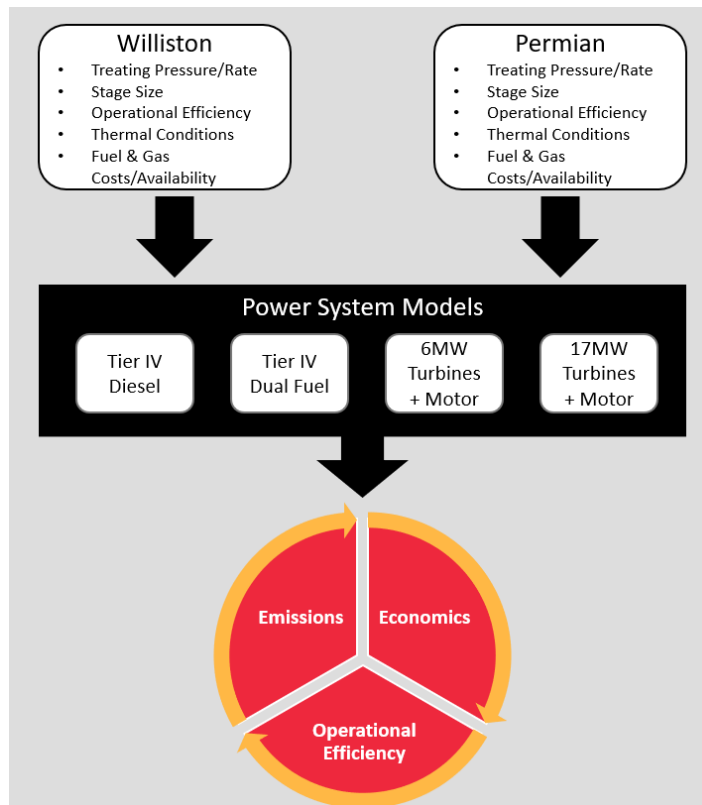 Williston
• Treating Pressure/Rate
• Stage Size
• Operational Efficiency
• Thermal Conditions
• Fuel & Gas
Costs/Availability
Permian
• Treating Pressure/Rate
• Stage Size
• Operational Efficiency
• Thermal Conditions
• Fuel & Gas
Costs/Availability
Power System Models
Tier IV
Diesel
Tier IV
Dual Fuel
6MW
Turbines
+ Motor
17MW
Turbines
+ Motor
Emissions
Economics
Operational
Efficiency